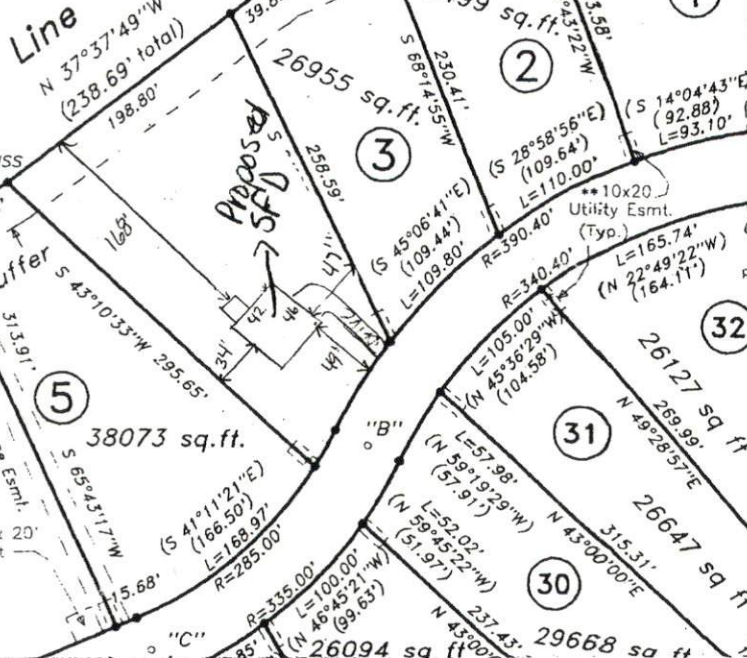 Line
N 37°37'49"W
(238.69' total)
198.80'
39.8
99 sq.ft.
S 68°14'55"W
230.41'
2
43'22"W
3.58'
1
26955 sq.ft.
3
S
258.59'
(S 45°06'41"E)
(109.44')
L=109.80'
(S 28°58'56"E)
(109.64')
L=110.00'
(S 14°04'43"E
(92.88')
L=93.10'
**10x20
Utility Esmt.
(Typ.)
R=390.40'
R=340.40'
L=165.74'
(N 22°49'22"W)
(164.11')
Proposed
SFD
168'
47'
42
46
34'
49'
uffer
S 43°10'33"W 295.65'
313.91'
S 65°43'17"W
5
38073 sq.ft.
Esmt.
20'
(S 41°11'21"E)
(166.50')
L=168.97'
R=285.00'
15.68'
"B"
"C"
L=105.00'
(N 45°36'29"W)
(104.58')
32
26127 sq ft
269.99'
N 49°28'57"E
31
26647 sq ft
L=57.98'
(N 59°19'29"W)
(57.91')
N 43°00'00"E
315.31'
L=52.02'
(N 59°45'22"W)
(51.97')
30
29668 sq ft
237.43'
N 43°00'
R=335.00'
L=100.00'
(N 46°45'21"W)
(99.63')
26094 sq ft
85'